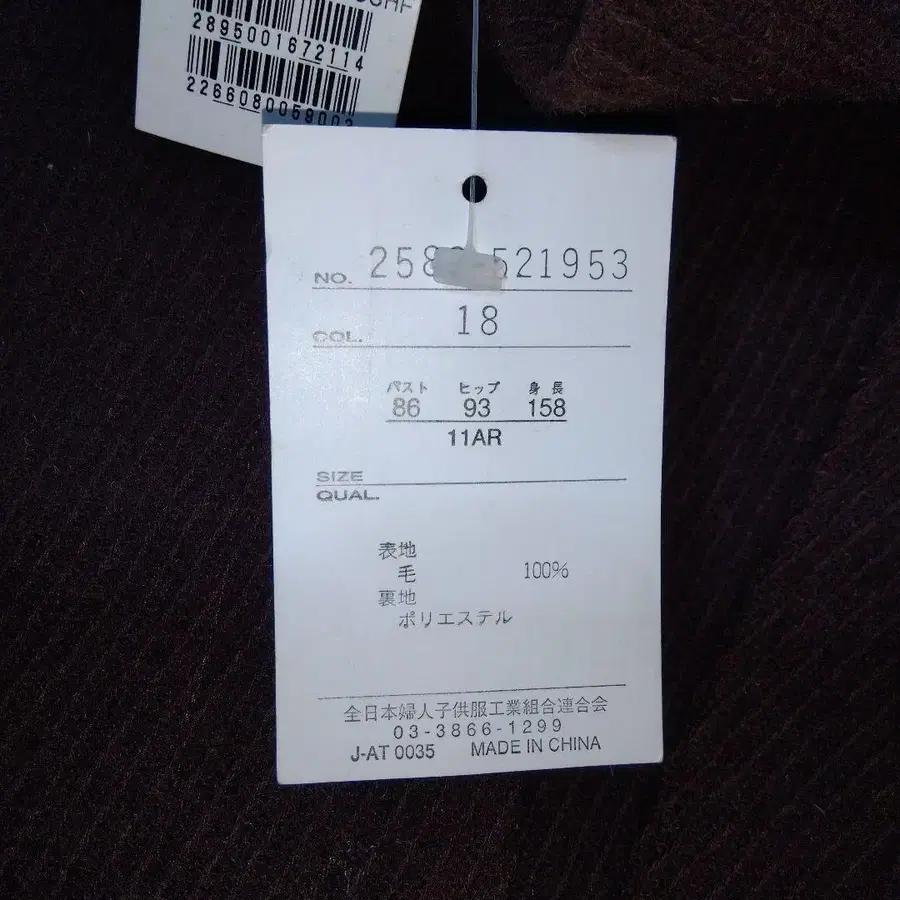 2895001672114
NO. 258 521953
COL. 18
バスト ヒップ 身長
86 93 158
11AR
SIZE
QUAL.
表地
毛 100%
裏地
ポリエステル
全日本婦人子供服工業組合連合会
03-3866-1299
J-AT 0035 MADE IN CHINA